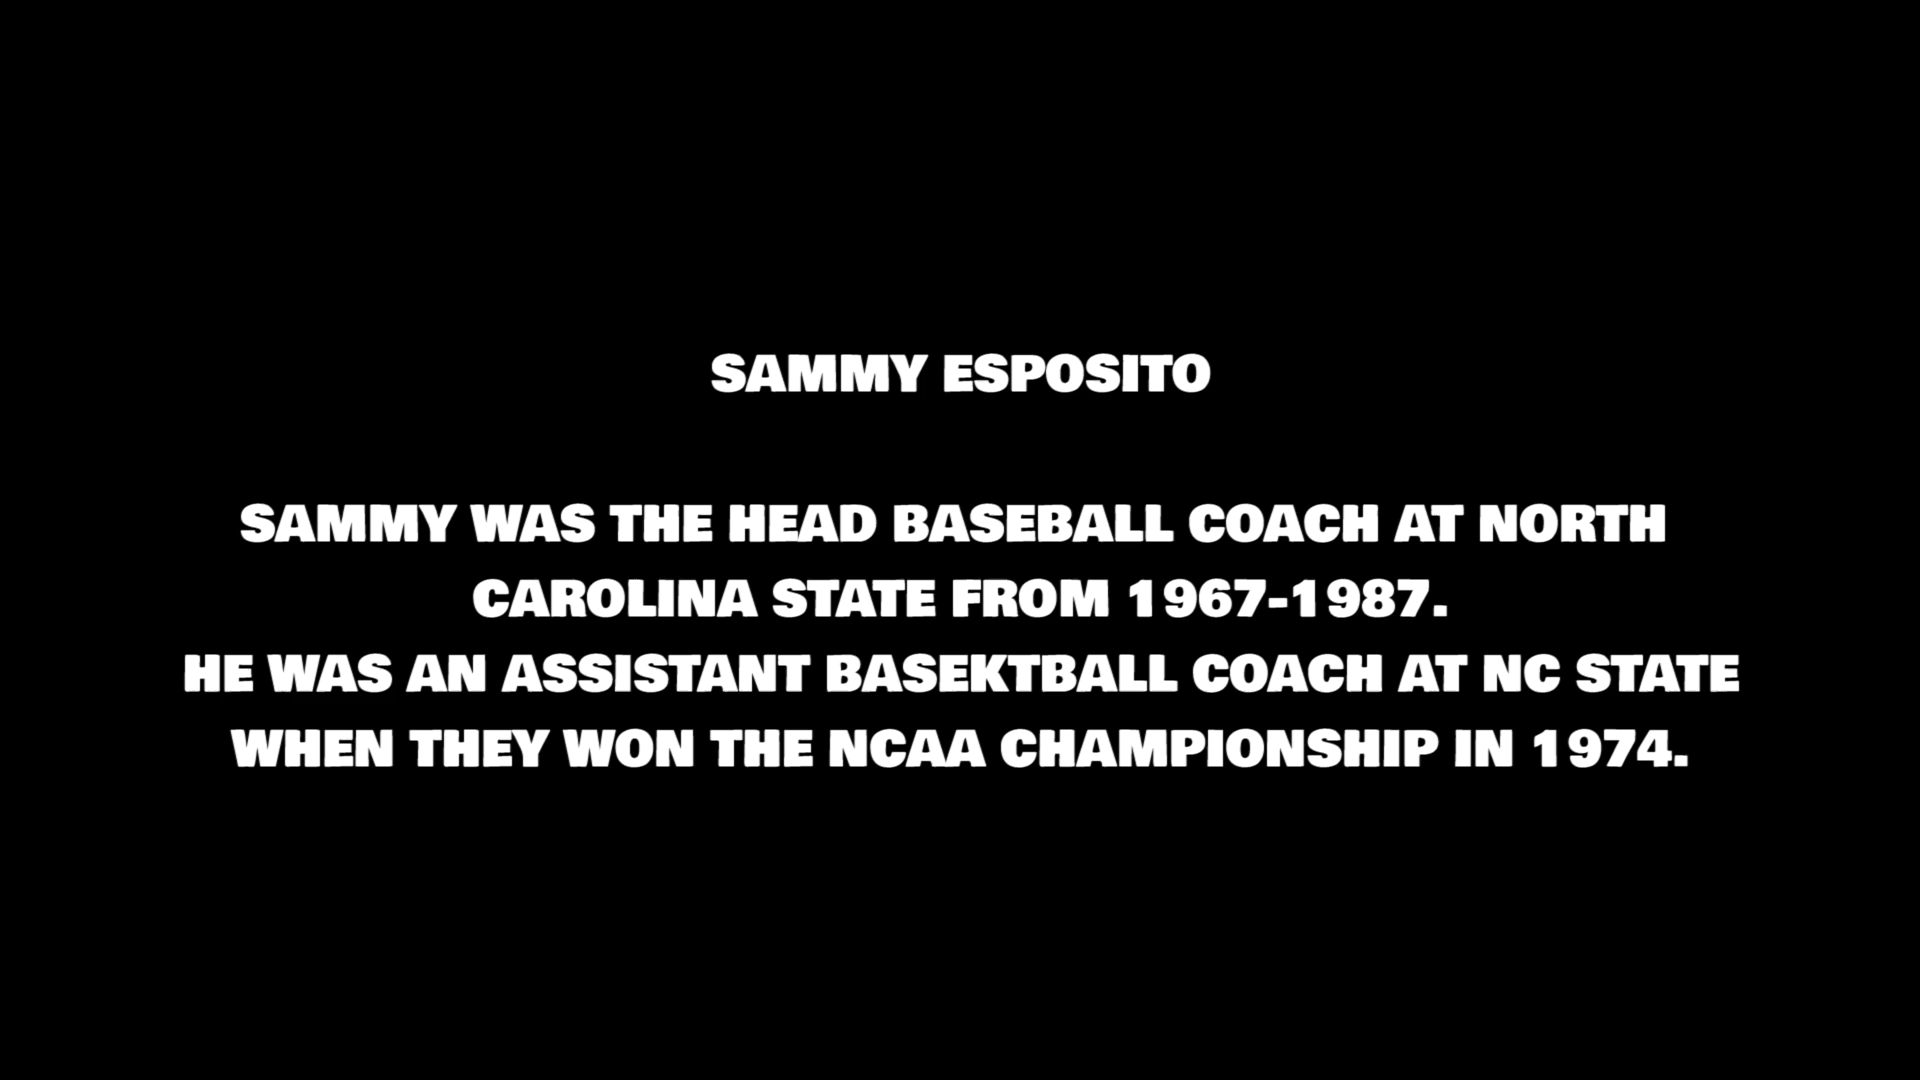 SAMMY ESPOSITO
SAMMY WAS THE HEAD BASEBALL COACH AT NORTH
CAROLINA STATE FROM 1967-1987.
HE WAS AN ASSISTANT BASEKTBALL COACH AT NC STATE
WHEN THEY WON THE NCAA CHAMPIONSHIP IN 1974.